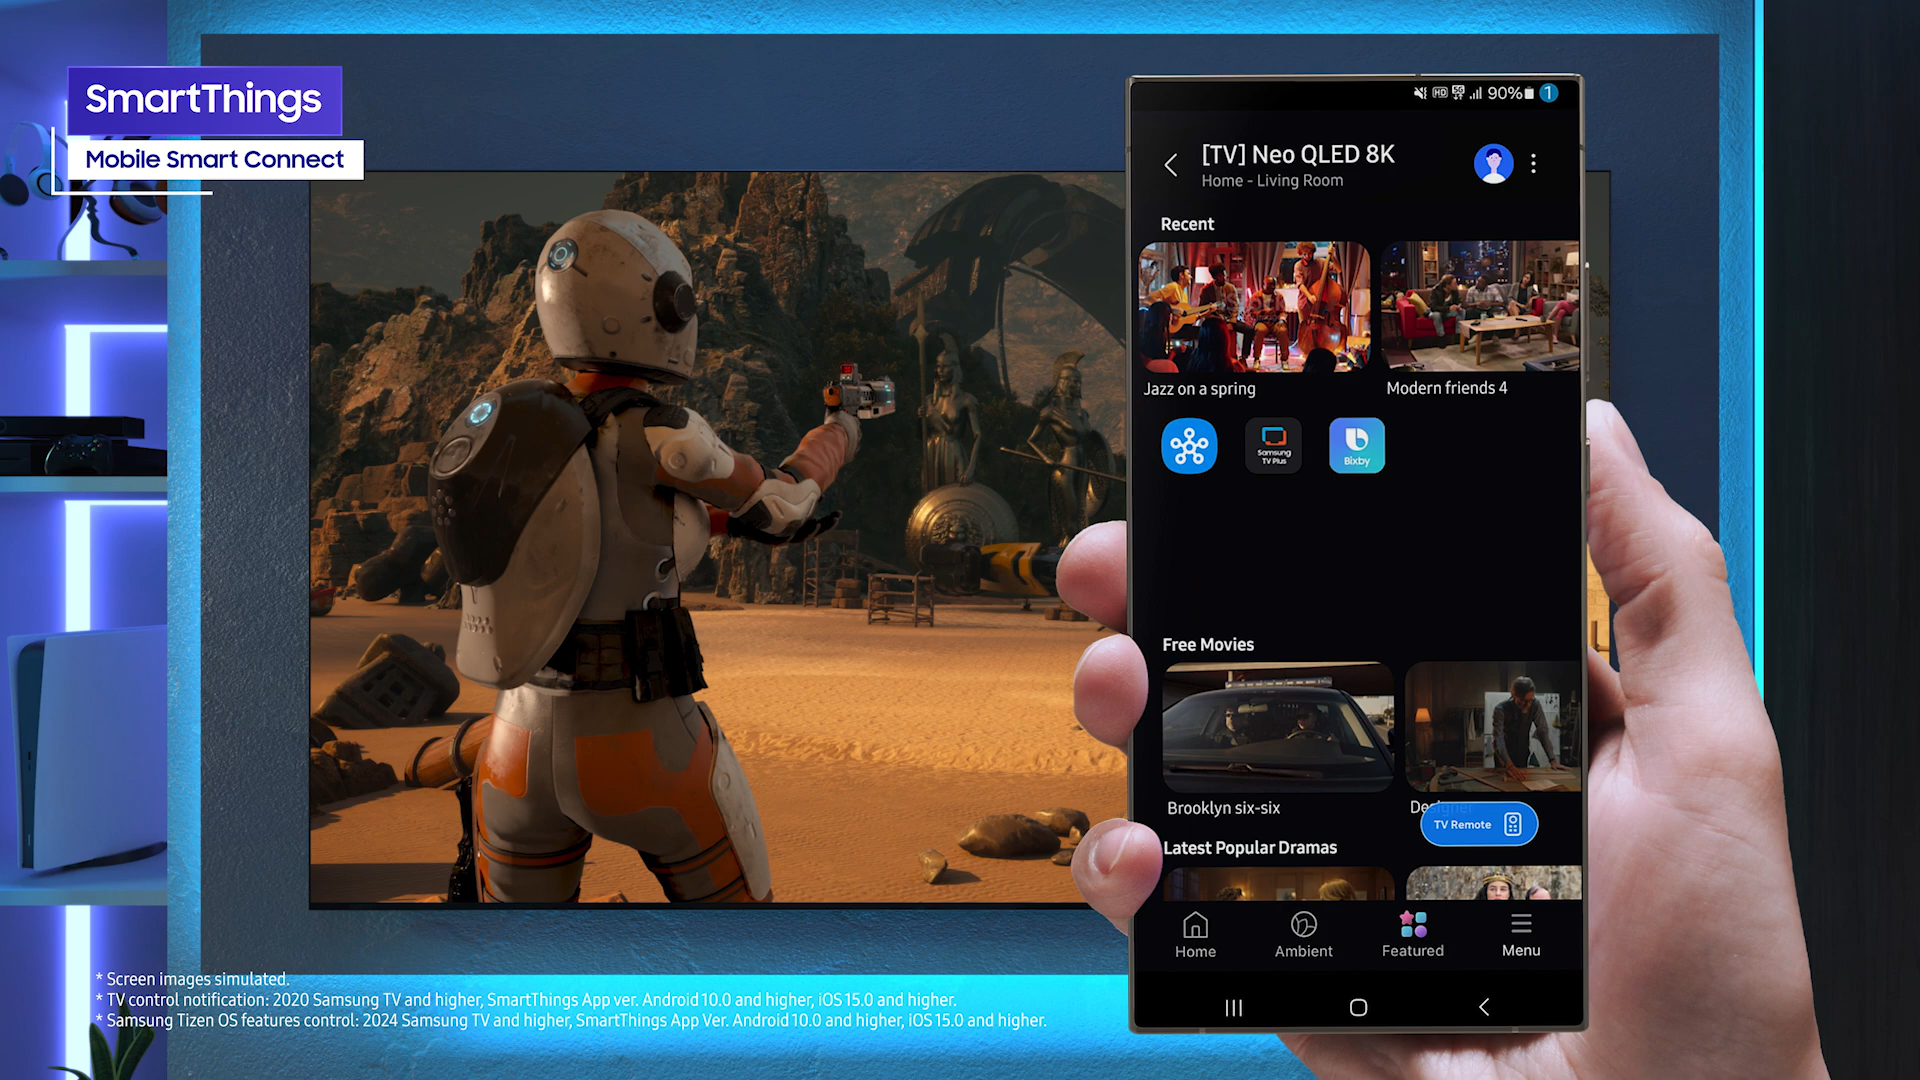 SmartThings
Mobile Smart Connect
90%
1
[TV] Neo QLED 8K
Home - Living Room
Recent
Jazz on a spring
Modern friends 4
Samsung
TV Plus
Bixby
Free Movies
Brooklyn six-six
Designer
TV Remote
Latest Popular Dramas
Home
Ambient
Featured
Menu
* Screen images simulated.
* TV control notification: 2020 Samsung TV and higher, SmartThings App ver. Android 10.0 and higher, iOS 15.0 and higher.
* Samsung Tizen OS features control: 2024 Samsung TV and higher, SmartThings App Ver. Android 10.0 and higher, iOS 15.0 and higher.